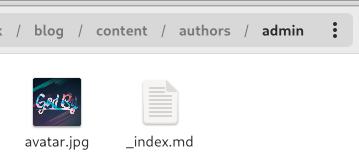 / blog / content / authors / admin
avatar.jpg
_index.md